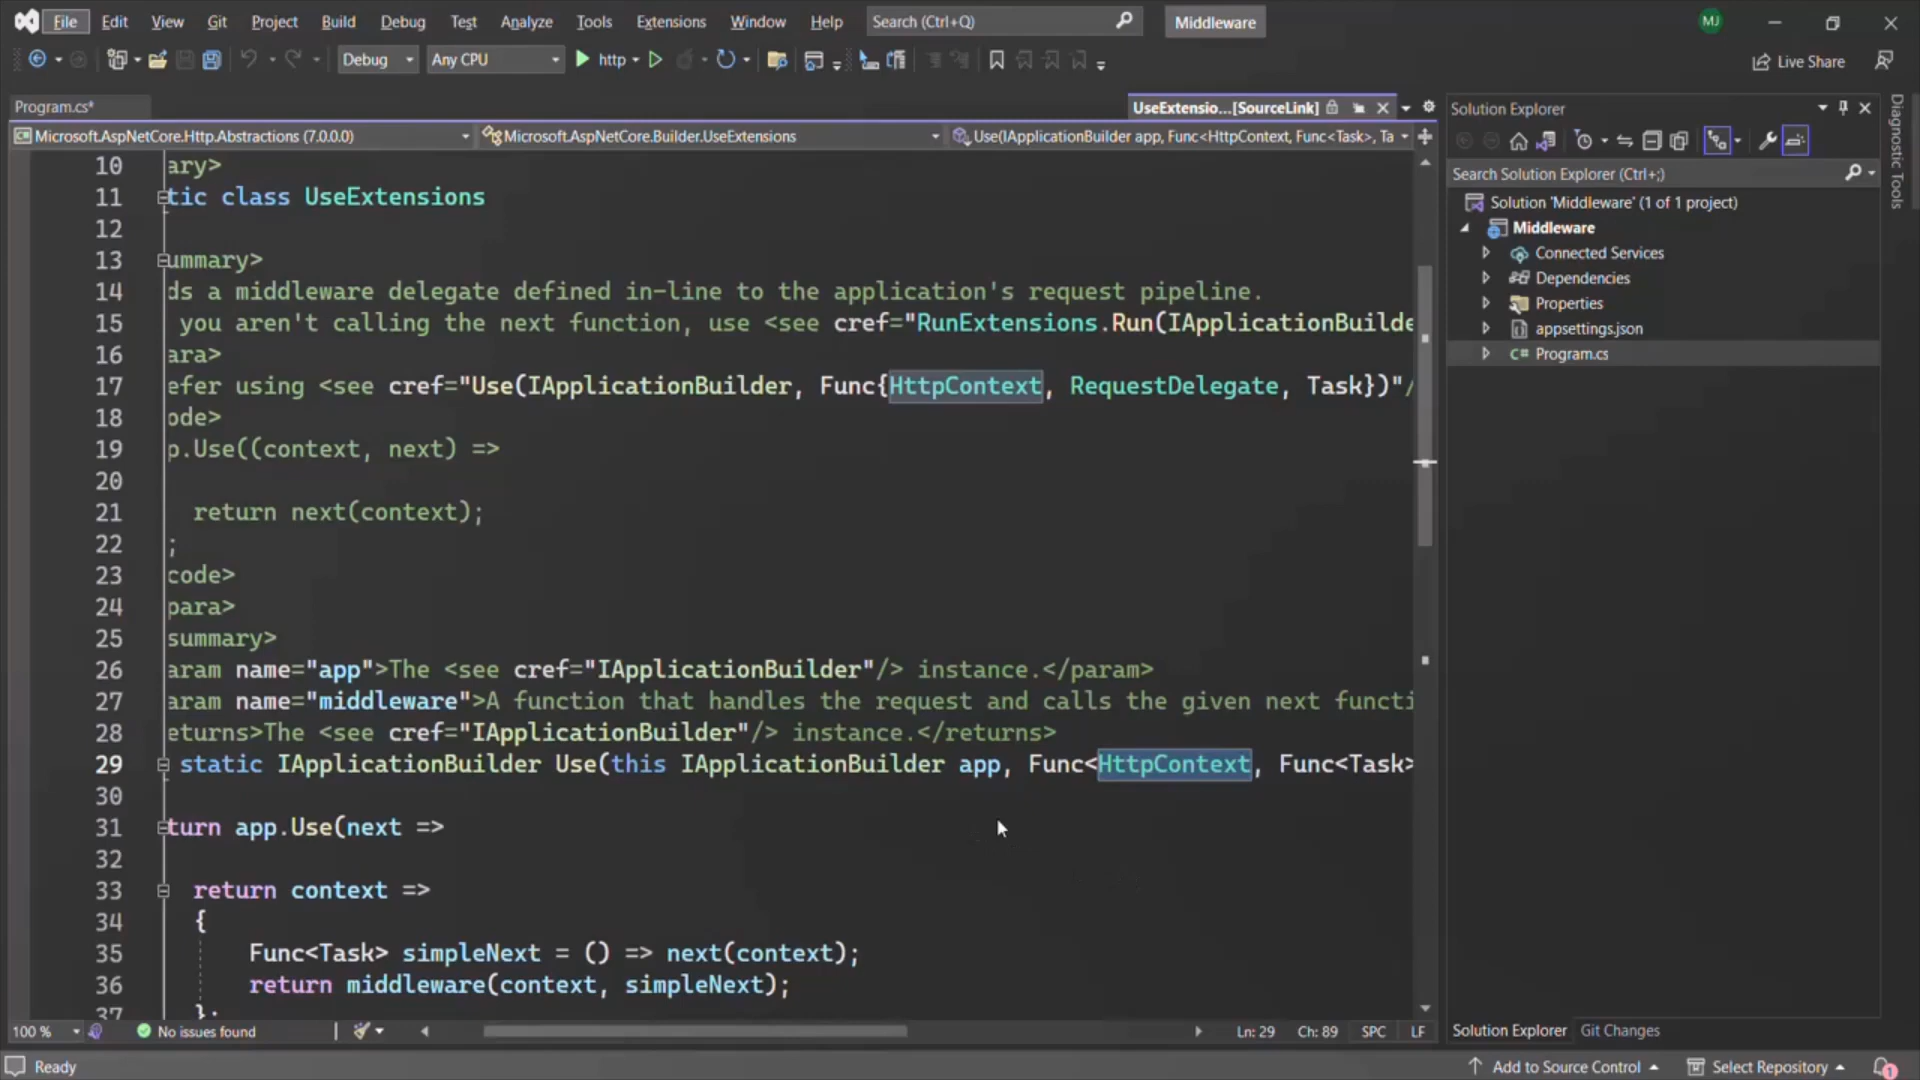 File Edit View Git Project Build Debug Test Analyze Tools Extensions Window Help Search (Ctrl+Q) Middleware MJ
Debug Any CPU http Live Share
Program.cs* UseExtensio...[SourceLink]
Microsoft.AspNetCore.Http.Abstractions (7.0.0.0) Microsoft.AspNetCore.Builder.UseExtensions Use(IApplicationBuilder app, Func<HttpContext, Func<Task>, Ta
10 ary>
11 tic class UseExtensions
12
13 ummary>
14 ds a middleware delegate defined in-line to the application's request pipeline.
15 you aren't calling the next function, use <see cref="RunExtensions.Run(IApplicationBuilde
16 ara>
17 efer using <see cref="Use(IApplicationBuilder, Func{HttpContext, RequestDelegate, Task})"/
18 ode>
19 p.Use((context, next) =>
20
21 return next(context);
22 ;
23 code>
24 para>
25 summary>
26 aram name="app">The <see cref="IApplicationBuilder"/> instance.</param>
27 aram name="middleware">A function that handles the request and calls the given next functi
28 eturns>The <see cref="IApplicationBuilder"/> instance.</returns>
29 static IApplicationBuilder Use(this IApplicationBuilder app, Func<HttpContext, Func<Task>
30
31 turn app.Use(next =>
32
33 return context =>
34 {
35 Func<Task> simpleNext = () => next(context);
36 return middleware(context, simpleNext);
37 };
100 % No issues found Ln: 29 Ch: 89 SPC LF
Solution Explorer
Search Solution Explorer (Ctrl+;)
Solution 'Middleware' (1 of 1 project)
Middleware
Connected Services
Dependencies
Properties
appsettings.json
C# Program.cs
Solution Explorer Git Changes
Diagnostic Tools
Ready Add to Source Control Select Repository 1